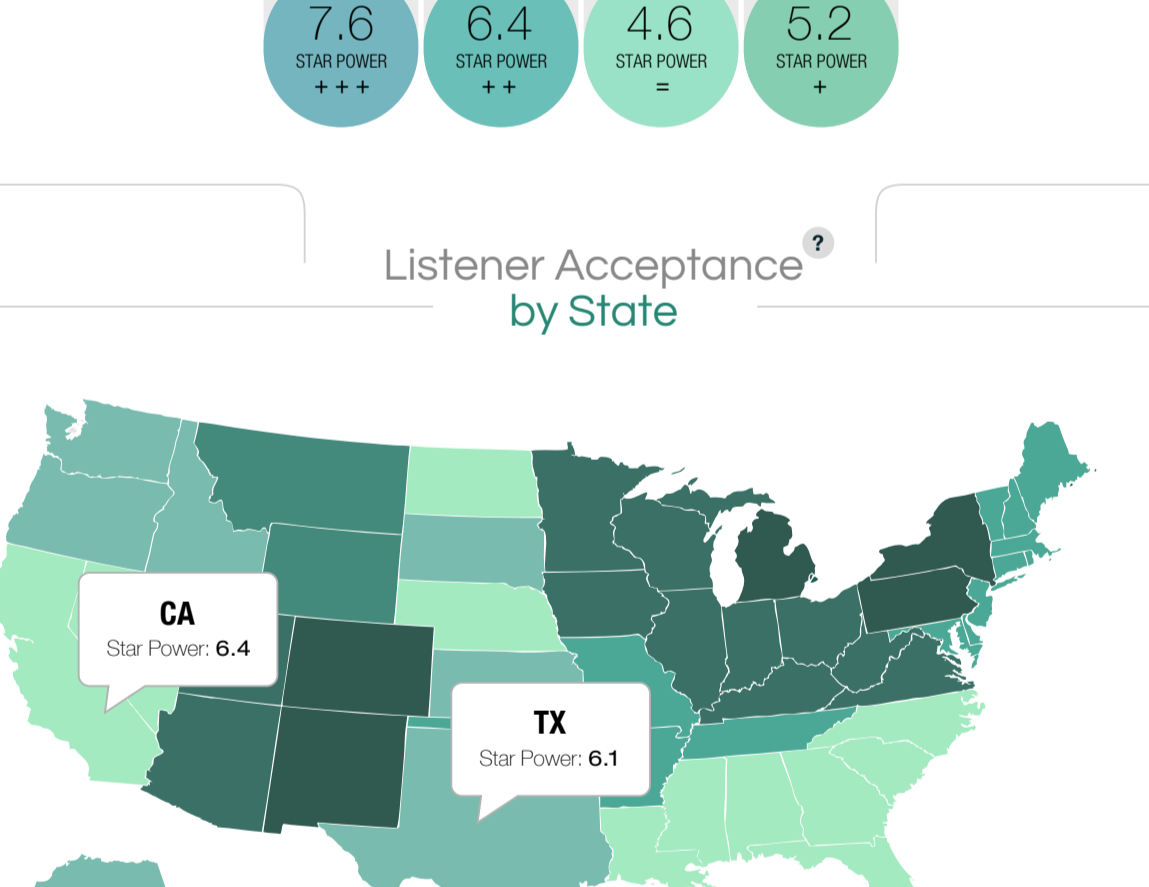 7.6
STAR POWER
+ + +
6.4
STAR POWER
+ +
4.6
STAR POWER
=
5.2
STAR POWER
+
?
Listener Acceptance
by State
CA
Star Power: 6.4
TX
Star Power: 6.1